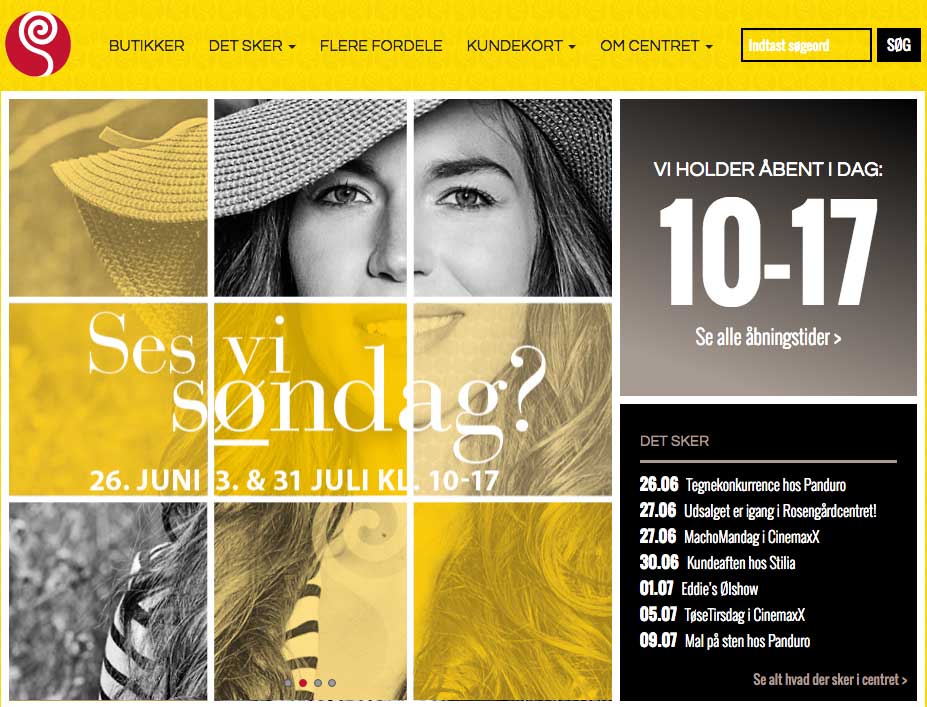 BUTIKKER DET SKER FLERE FORDELE KUNDEKORT OM CENTRET Indtast søgeord SØG
Ses vi
søndag?
26. JUNI 3. & 31 JULI KL. 10-17
VI HOLDER ÅBENT I DAG:
10-17
Se alle åbningstider >
DET SKER
26.06 Tegnekonkurrence hos Panduro
27.06 Udsalget er igang i Rosengårdcentret!
27.06 MachoMandag i CinemaxX
30.06 Kundeaften hos Stilia
01.07 Eddie's Ølshow
05.07 TøseTirsdag i CinemaxX
09.07 Mal på sten hos Panduro
Se alt hvad der sker i centret >